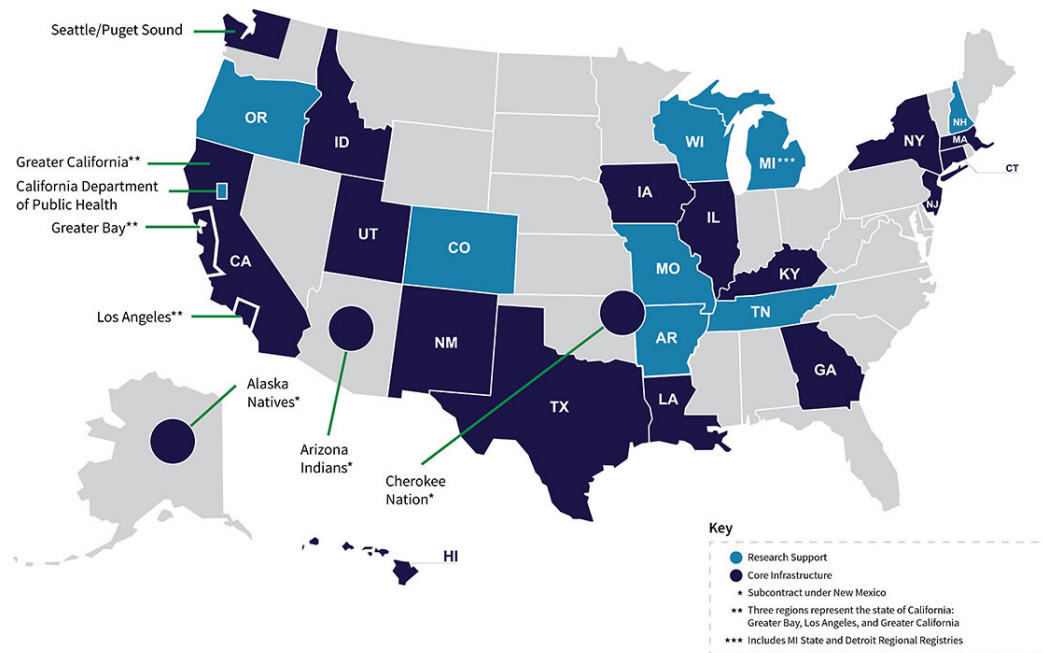 Seattle/Puget Sound
OR
ID
WI
MI***
NY
NH
MA
CT
NJ
Greater California**
California Department
of Public Health
Greater Bay**
CA
UT
CO
IA
IL
MO
KY
TN
Los Angeles**
NM
AR
GA
TX
LA
Alaska
Natives*
Arizona
Indians*
Cherokee
Nation*
HI
Key
Research Support
Core Infrastructure
* Subcontract under New Mexico
** Three regions represent the state of California:
Greater Bay, Los Angeles, and Greater California
*** Includes MI State and Detroit Regional Registries